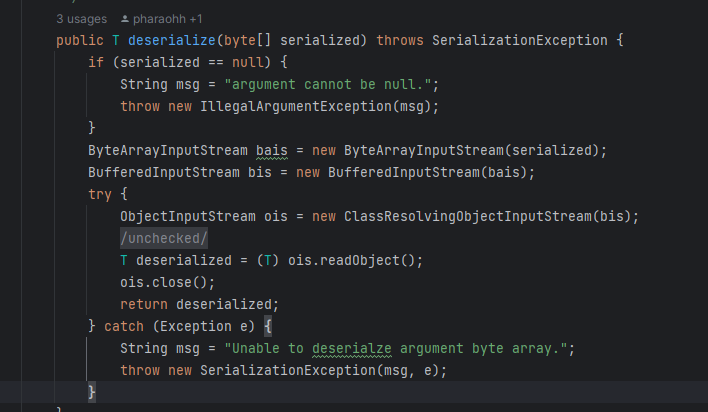 3 usages pharaohh +1
public T deserialize(byte[] serialized) throws SerializationException {
if (serialized == null) {
String msg = "argument cannot be null.";
throw new IllegalArgumentException(msg);
}
ByteArrayInputStream bais = new ByteArrayInputStream(serialized);
BufferedInputStream bis = new BufferedInputStream(bais);
try {
ObjectInputStream ois = new ClassResolvingObjectInputStream(bis);
/unchecked/
T deserialized = (T) ois.readObject();
ois.close();
return deserialized;
} catch (Exception e) {
String msg = "Unable to deserialze argument byte array.";
throw new SerializationException(msg, e);
}